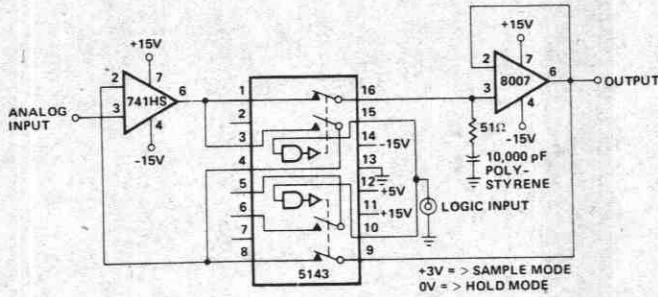 +15V
2
7
741HS
6
ANALOG
INPUT
3
4
-15V
1
2
3
4
5
6
7
8
16
15
14
-15V
13
12
+5V
11
+15V
10
9
5143
LOGIC INPUT
+15V
2
7
8007
6
OUTPUT
3
4
-15V
51Ω
10,000 pF
POLY-
STYRENE
+3V = > SAMPLE MODE
0V = > HOLD MODE